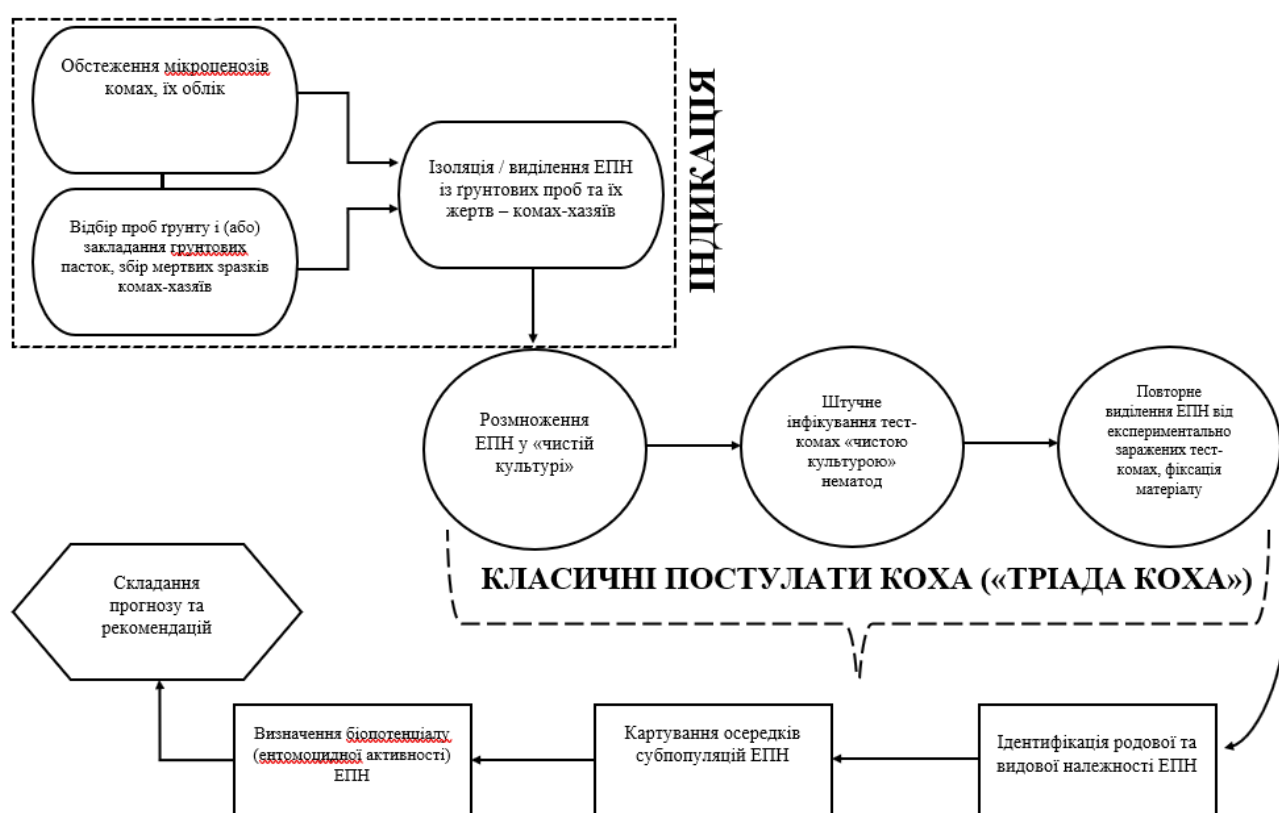 Обстеження мікроценозів
комах, їх облік
Відбір проб ґрунту і (або)
закладання грунтових
пасток, збір мертвих зразків
комах-хазяїв
Ізоляція / виділення ЕПН
із ґрунтових проб та їх
жертв – комах-хазяїв
ІНДИКАЦІЯ
Розмноження
ЕПН у «чистій
культурі»
Штучне
інфікування тест-
комах «чистою
культурою»
нематод
Повторне
виділення ЕПН від
експериментально
заражених тест-
комах, фіксація
матеріалу
КЛАСИЧНІ ПОСТУЛАТИ КОХА («ТРІАДА КОХА»)
Складання
прогнозу та
рекомендацій
Визначення біопотенціалу
(ентомоцидної активності)
ЕПН
Картування осередків
субпопуляцій ЕПН
Ідентифікація родової та
видової належності ЕПН